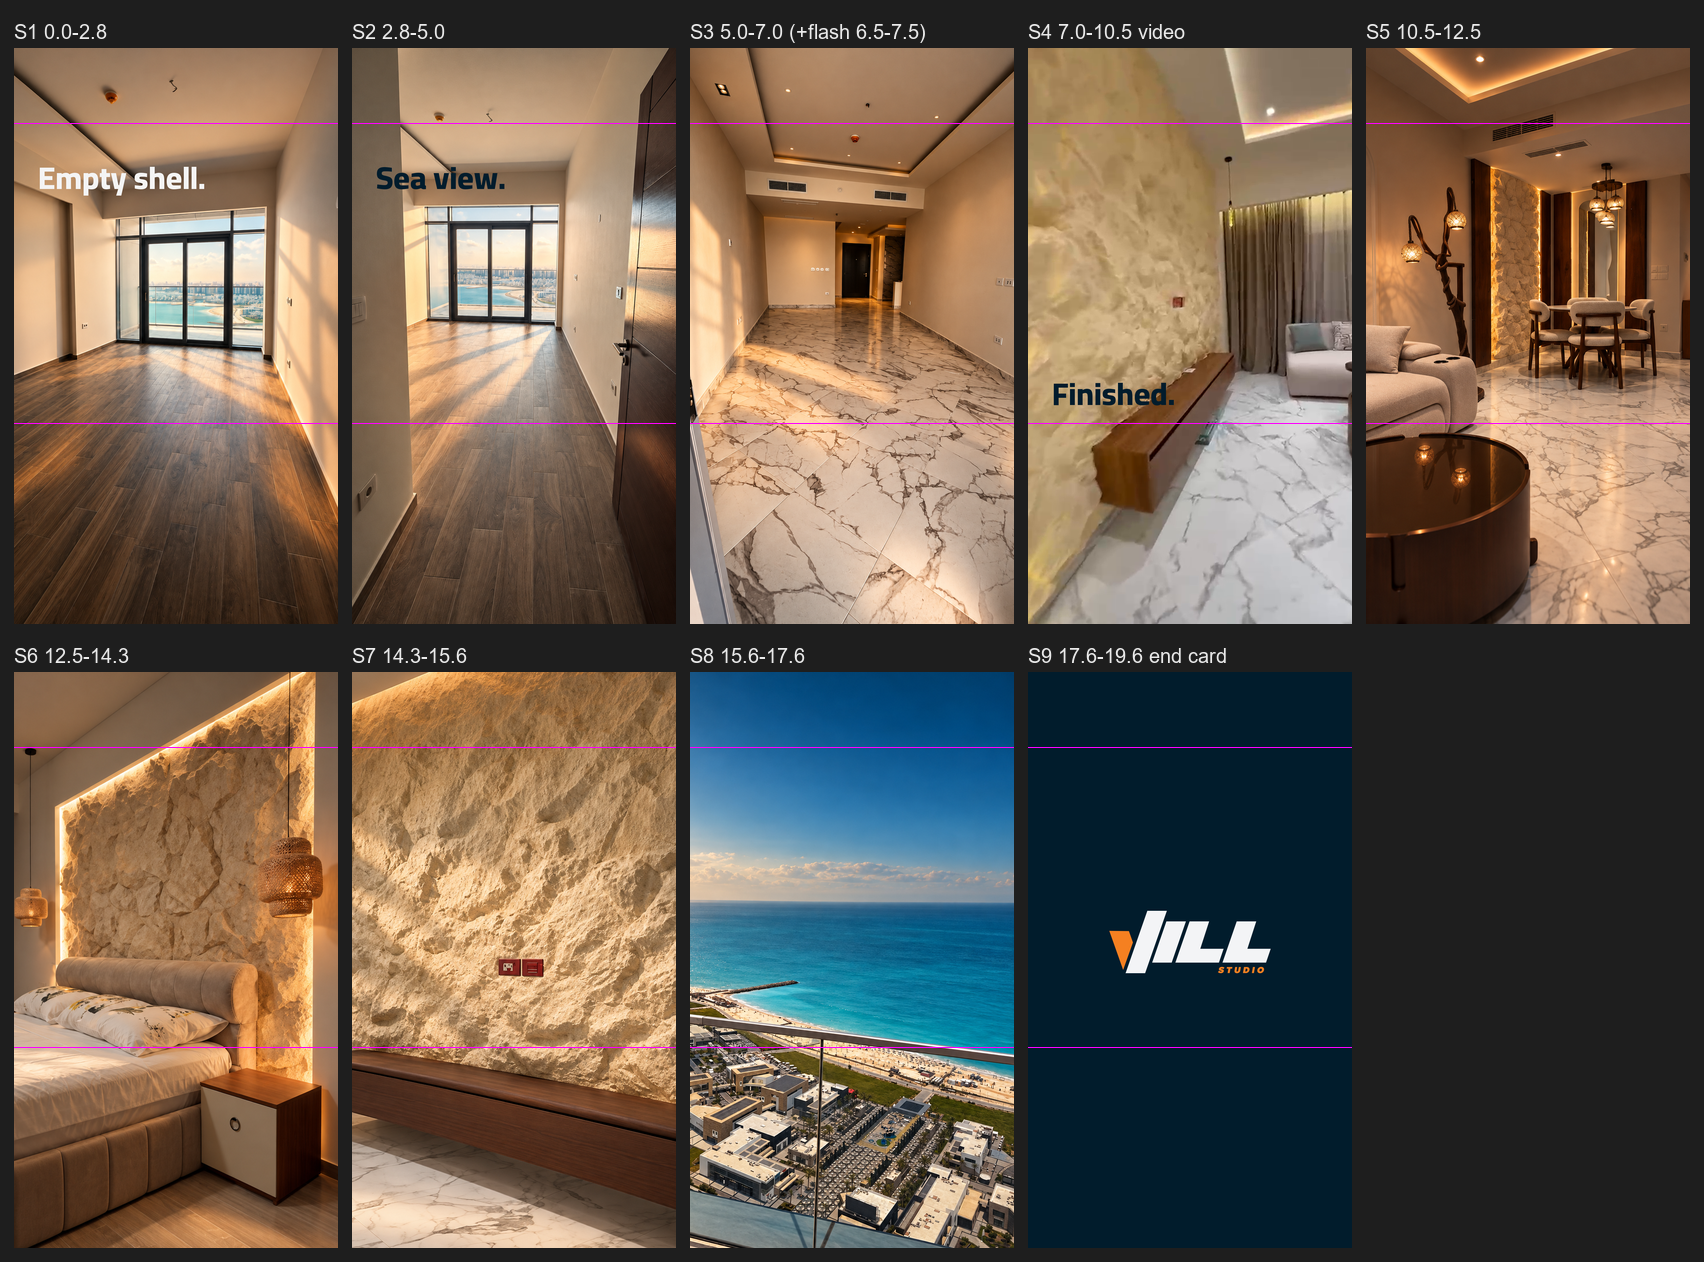 S1 0.0-2.8
S2 2.8-5.0
S3 5.0-7.0 (+flash 6.5-7.5)
S4 7.0-10.5 video
S5 10.5-12.5
Empty shell.
Sea view.
Finished.
S6 12.5-14.3
S7 14.3-15.6
S8 15.6-17.6
S9 17.6-19.6 end card
VILL
STUDIO